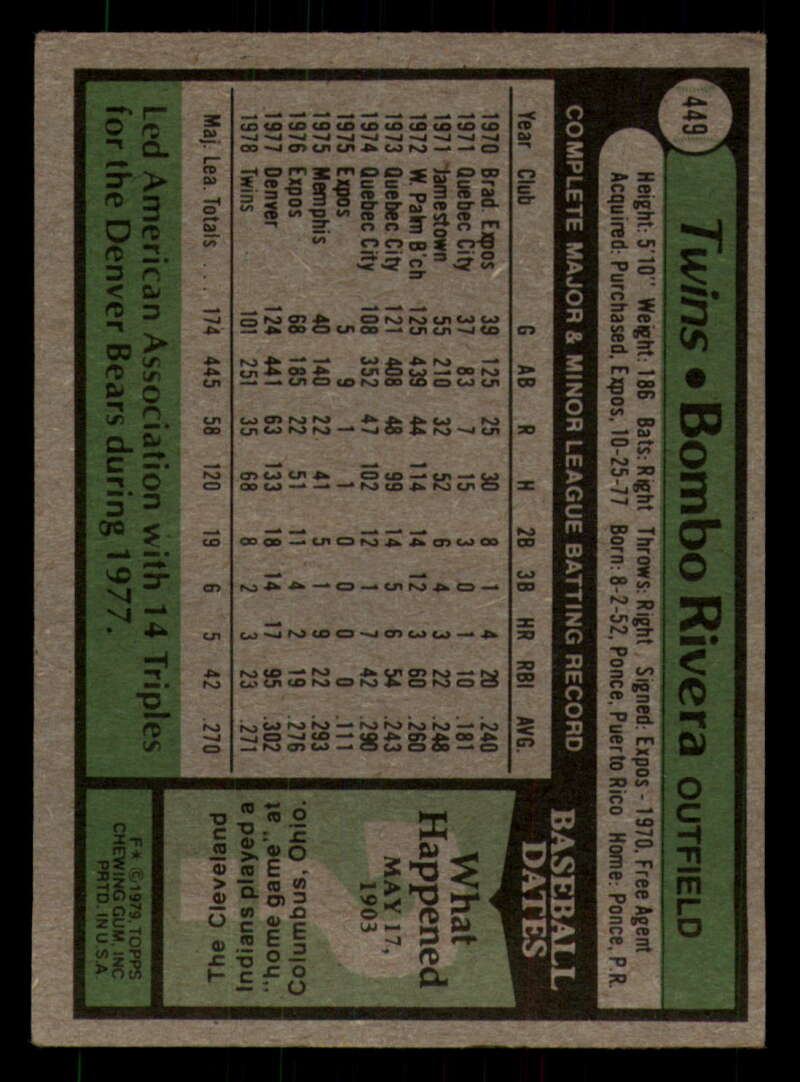 449
Twins • Bombo Rivera OUTFIELD
Height: 5'10" Weight: 186 Bats: Right Throws: Right Signed: Expos - 1970, Free Agent
Acquired: Purchased, Expos, 10-25-77 Born: 8-2-52, Ponce, Puerto Rico Home: Ponce, P.R.
COMPLETE MAJOR & MINOR LEAGUE BATTING RECORD
Year Club G AB R H 2B 3B HR RBI AVG.
1970 Brad. Expos 39 125 25 30 8 1 4 20 .240
1971 Quebec City 37 83 7 15 3 0 1 10 .181
1971 Jamestown 55 210 32 52 6 4 3 22 .248
1972 W. Palm B'ch 125 439 44 114 14 12 3 60 .260
1973 Quebec City 121 408 48 99 14 5 6 54 .243
1974 Quebec City 108 352 47 102 12 1 7 42 .290
1975 Expos 5 9 1 1 0 0 0 0 .111
1975 Memphis 40 140 22 41 5 1 9 22 .293
1976 Expos 68 185 22 51 11 4 2 19 .276
1977 Denver 124 441 63 133 18 14 17 95 .302
1978 Twins 101 251 35 68 8 2 3 23 .271
Maj. Lea. Totals . . . 174 445 58 120 19 6 5 42 .270
Led American Association with 14 Triples
for the Denver Bears during 1977.
BASEBALL
DATES
What
Happened
MAY 17,
1903
The Cleveland
Indians played a
"home game" at
Columbus, Ohio.
F✶ ©1979, TOPPS
CHEWING GUM, INC
PRTD. IN U.S.A